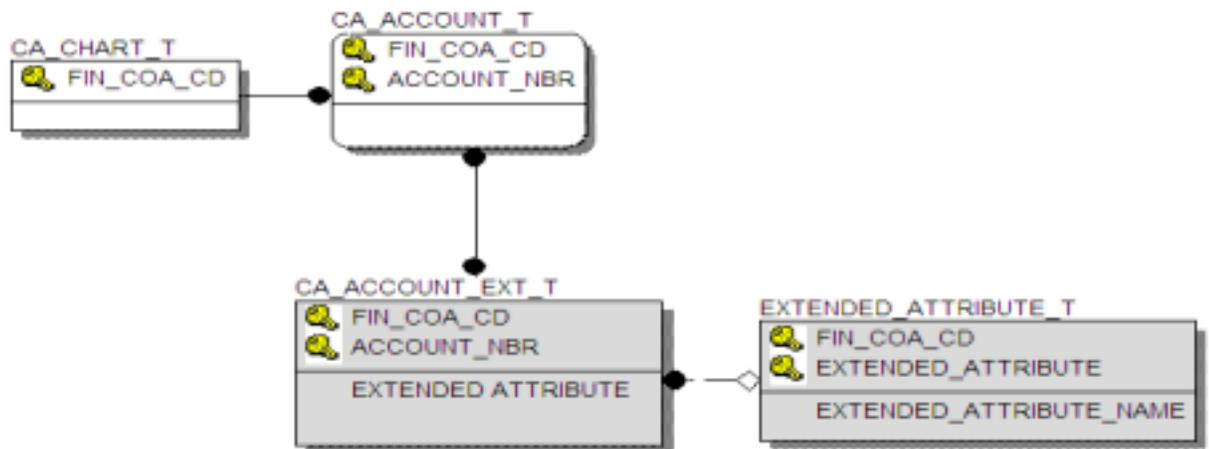 CA_CHART_T
FIN_COA_CD
CA_ACCOUNT_T
FIN_COA_CD
ACCOUNT_NBR
CA_ACCOUNT_EXT_T
FIN_COA_CD
ACCOUNT_NBR
EXTENDED ATTRIBUTE
EXTENDED_ATTRIBUTE_T
FIN_COA_CD
EXTENDED_ATTRIBUTE
EXTENDED_ATTRIBUTE_NAME